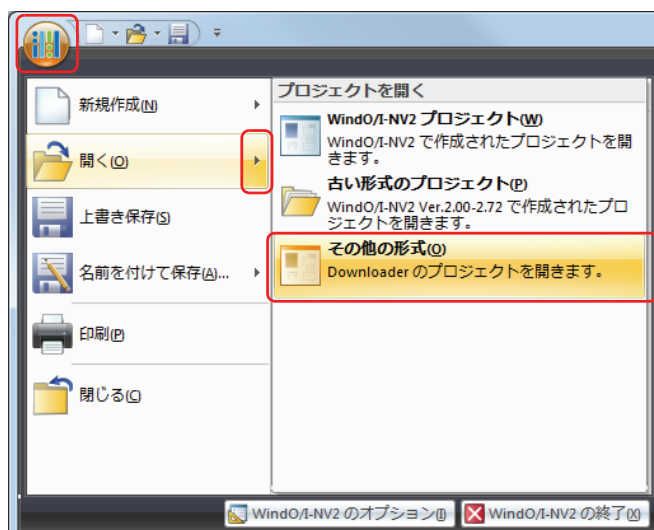 新規作成(N)
開く(O)
上書き保存(S)
名前を付けて保存(A)...
印刷(P)
閉じる(C)
プロジェクトを開く
WindO/I-NV2 プロジェクト(W)
WindO/I-NV2 で作成されたプロジェクトを開
きます。
古い形式のプロジェクト(P)
WindO/I-NV2 Ver.2.00-2.72 で作成されたプロ
ジェクトを開きます。
その他の形式(O)
Downloader のプロジェクトを開きます。
WindO/I-NV2 のオプション(I)
WindO/I-NV2 の終了(X)